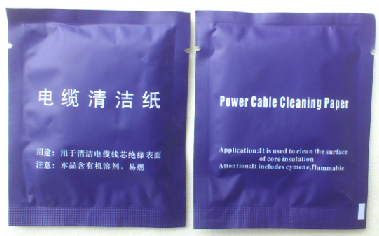 电缆清洁纸
用途：用于清洁电缆线芯绝缘表面
注意：本品含有机溶剂，易燃
Power Cable Cleaning Paper
Application:It is used to clean the surface
of core insulation
Attention:It includes cymene,flammable